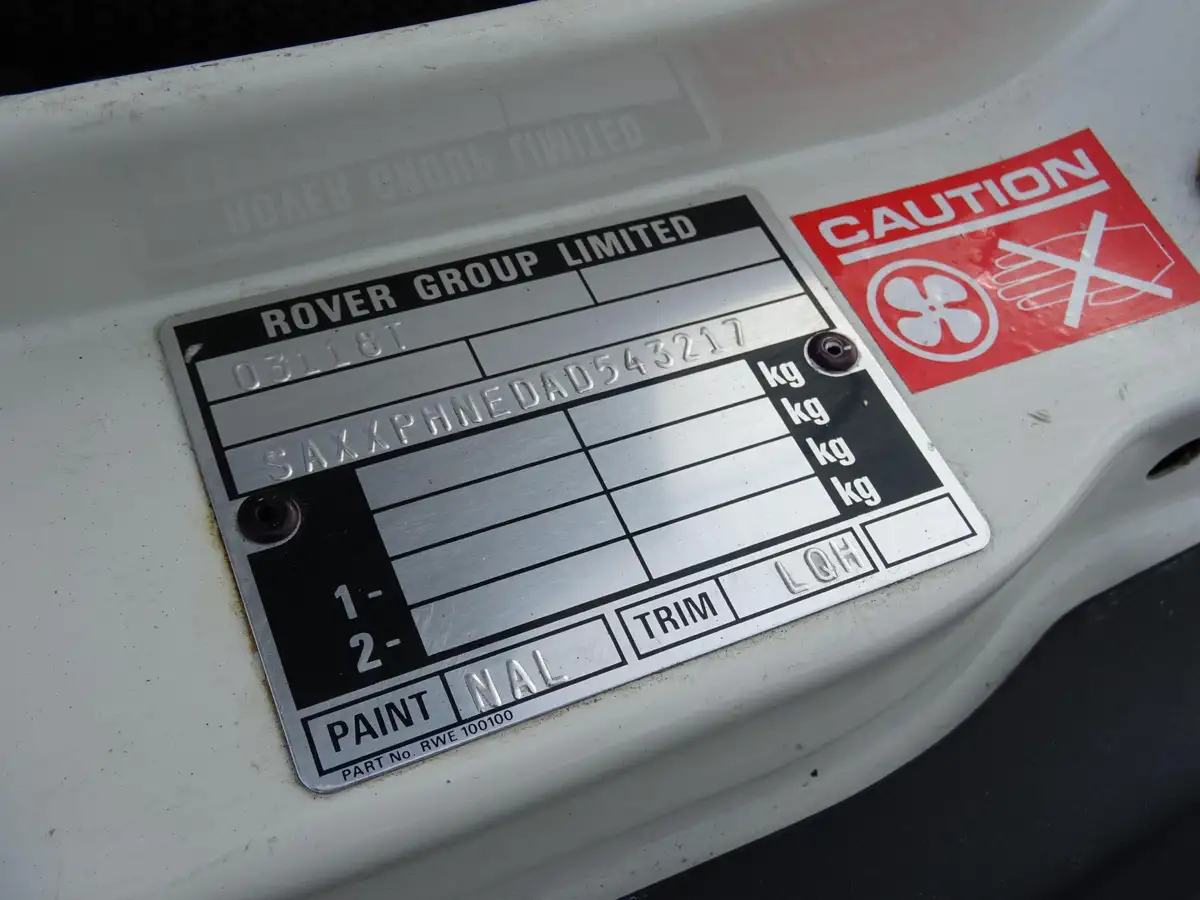 ROVER GROUP LIMITED
03LL8T
SAXXPHNEDAD543217
kg
kg
kg
1- kg
2-
PAINT NAL
TRIM LQH
PART No. RWE 100100
CAUTION